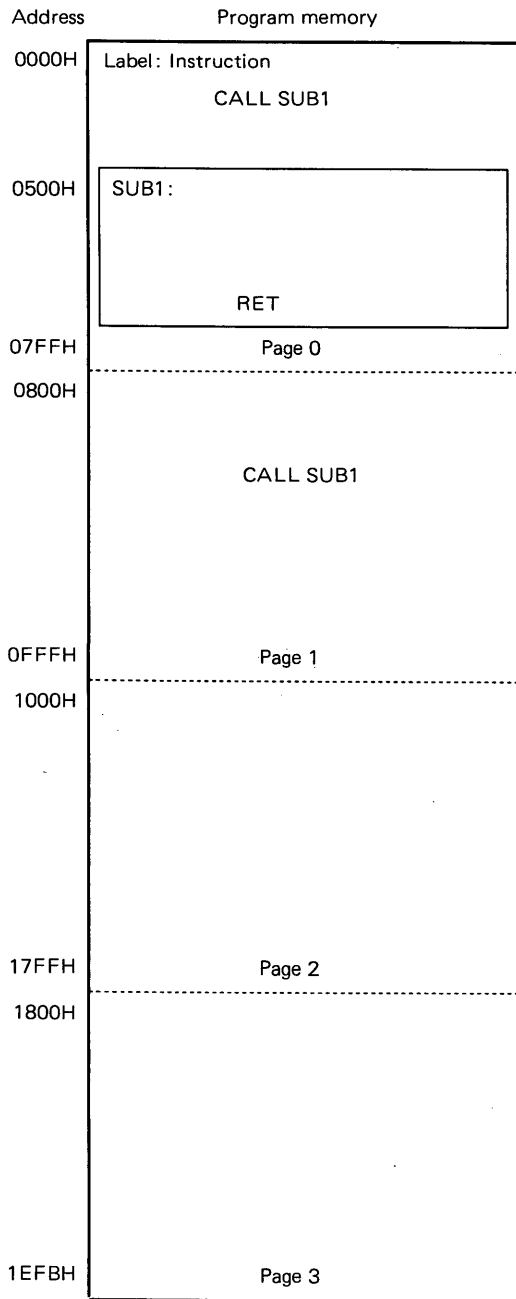 Address Program memory
0000H Label: Instruction
CALL SUB1
0500H SUB1:
RET
07FFH Page 0
0800H
CALL SUB1
0FFFH Page 1
1000H
17FFH Page 2
1800H
1EFBH Page 3